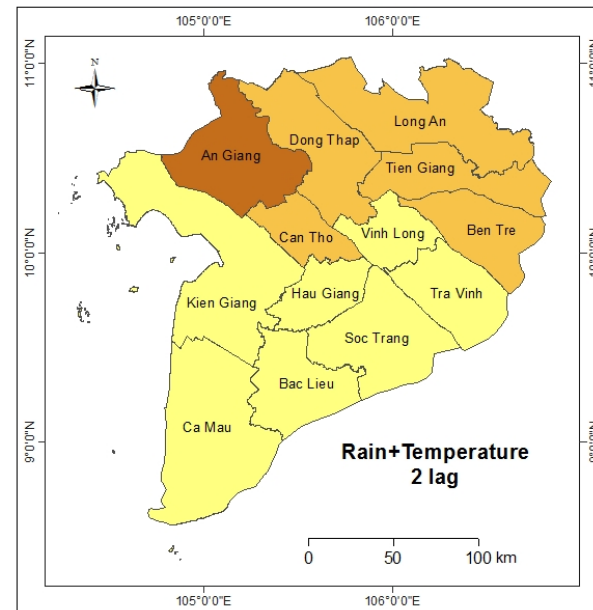 105°0'0"E 106°0'0"E
11°0'0"N
N
Long An
Dong Thap
An Giang
Tien Giang
Vinh Long
Ben Tre
Can Tho
10°0'0"N
Hau Giang
Tra Vinh
Kien Giang
Soc Trang
Bac Lieu
Ca Mau
9°0'0"N
Rain+Temperature
2 lag
0 50 100 km
105°0'0"E 106°0'0"E